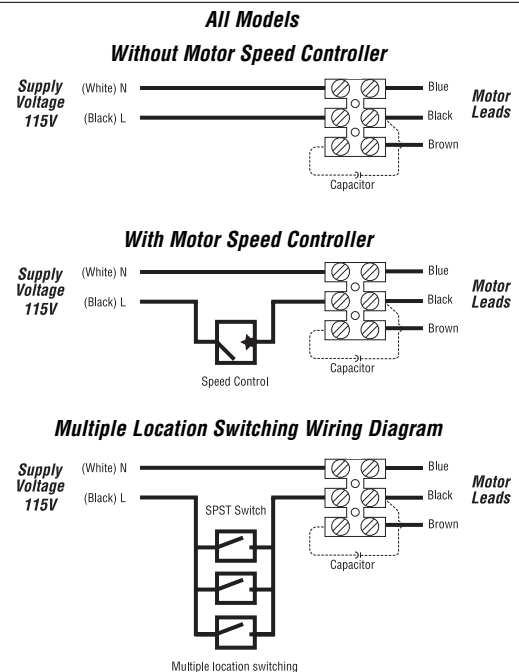 All Models
Without Motor Speed Controller
Supply
Voltage
115V
(White) N
(Black) L
Blue
Black
Brown
Motor
Leads
Capacitor
With Motor Speed Controller
Supply
Voltage
115V
(White) N
(Black) L
Speed Control
Blue
Black
Brown
Motor
Leads
Capacitor
Multiple Location Switching Wiring Diagram
Supply
Voltage
115V
(White) N
(Black) L
SPST Switch
Blue
Black
Brown
Motor
Leads
Capacitor
Multiple location switching